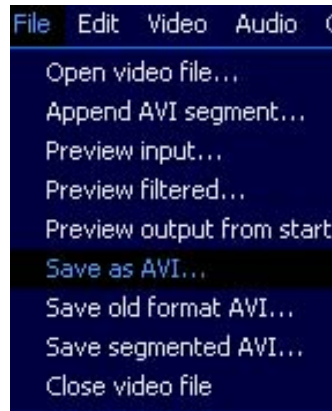 File Edit Video Audio
Open video file...
Append AVI segment...
Preview input...
Preview filtered...
Preview output from start
Save as AVI...
Save old format AVI...
Save segmented AVI...
Close video file